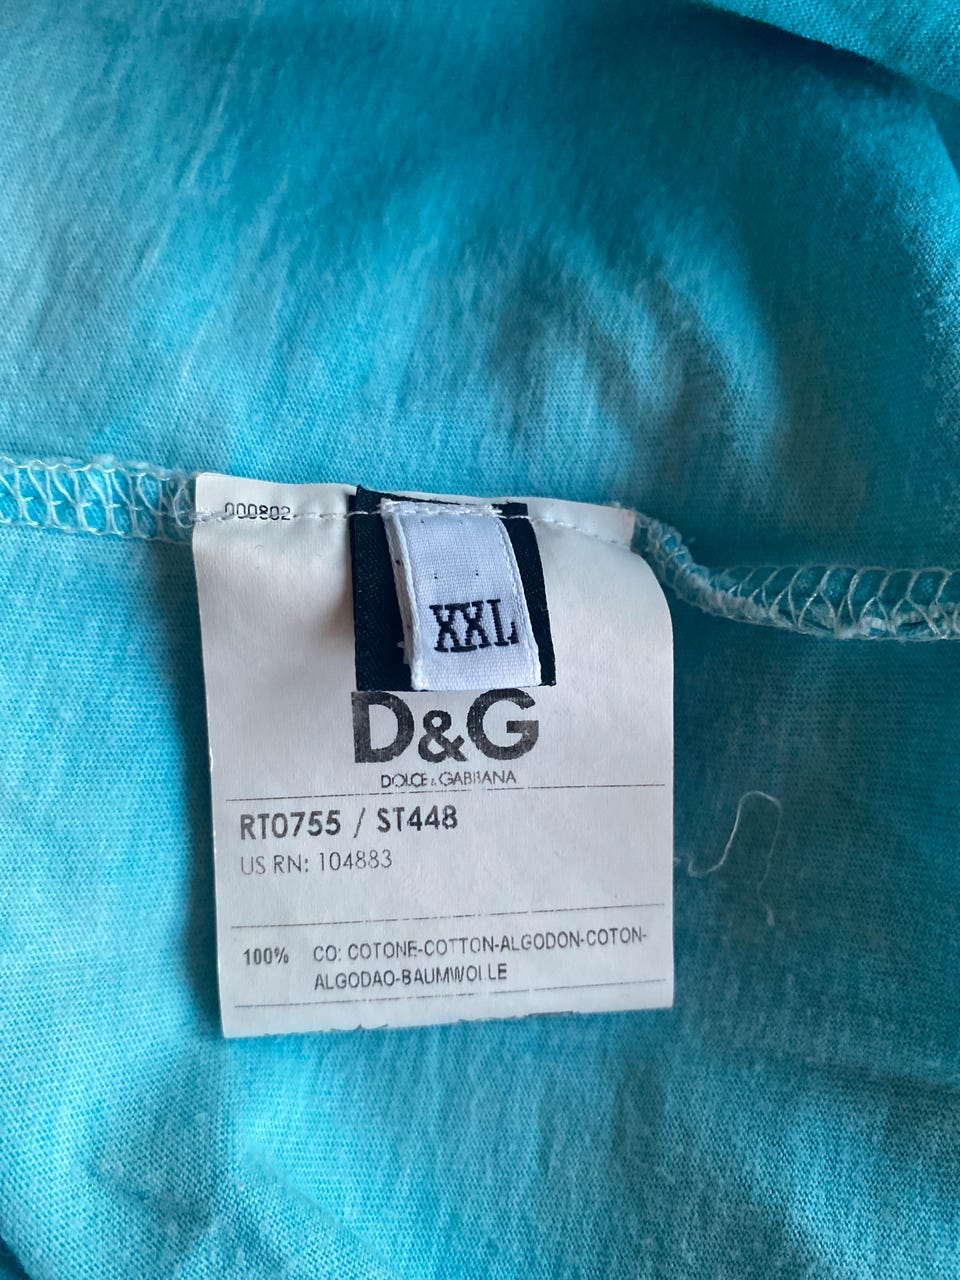 000802
XXL
D&G
DOLCE & GABBANA
RT0755 / ST448
US RN: 104883
100% CO: COTONE-COTTON-ALGODON-COTON-
ALGODAO-BAUMWOLLE